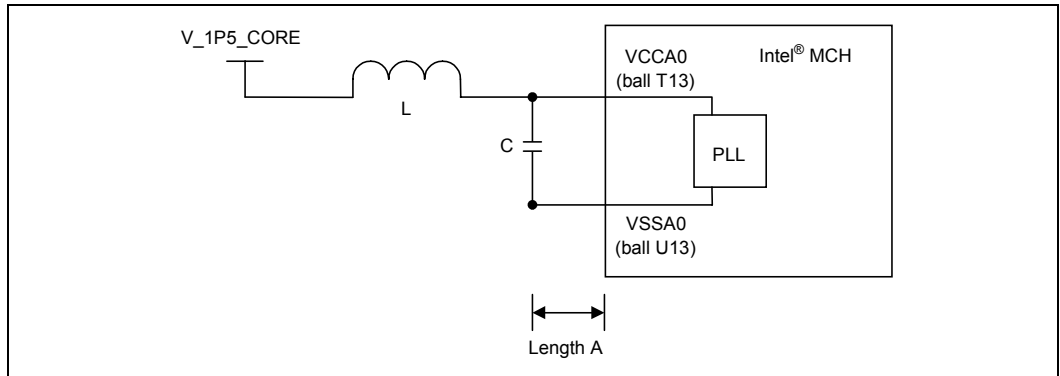 V_1P5_CORE
L
C
VCCA0
(ball T13)
Intel® MCH
PLL
VSSA0
(ball U13)
Length A